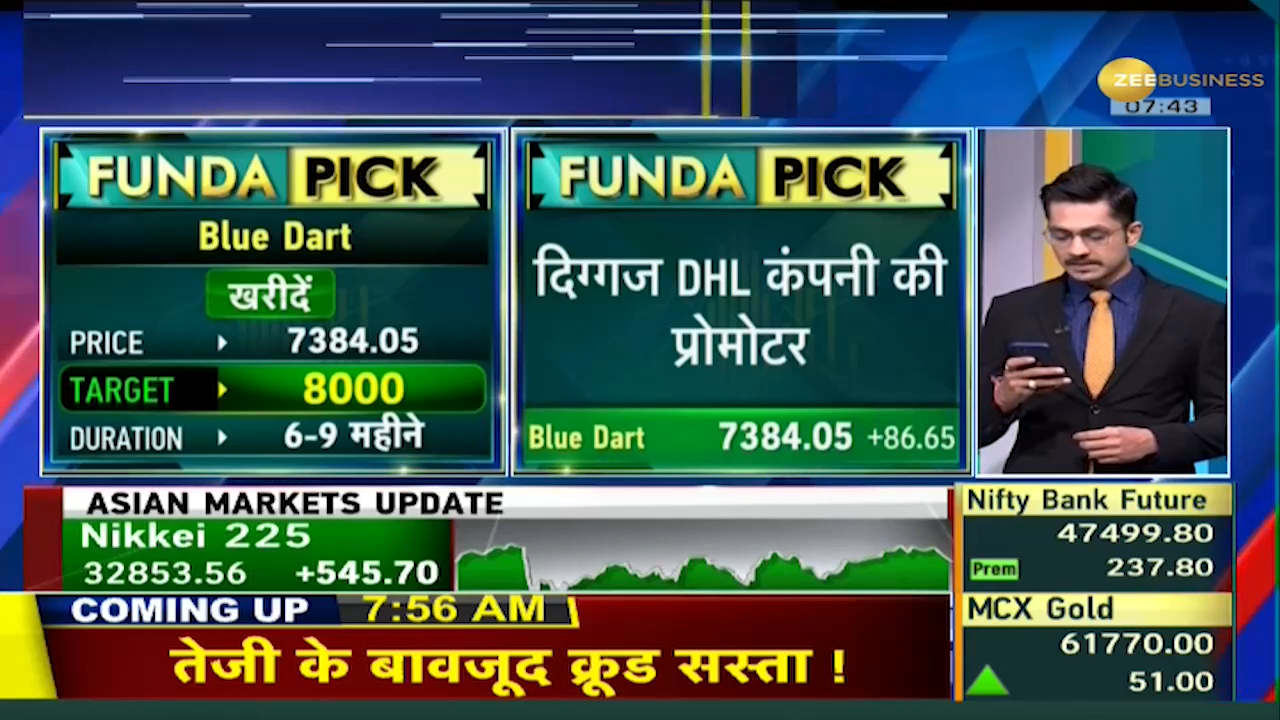 ZEEBUSINESS
07:43
FUNDA PICK
Blue Dart
खरीदें
PRICE 7384.05
TARGET 8000
DURATION 6-9 महीने
FUNDA PICK
दिग्गज DHL कंपनी की
प्रोमोटर
Blue Dart 7384.05 +86.65
ASIAN MARKETS UPDATE
Nikkei 225
32853.56 +545.70
Nifty Bank Future
47499.80
Prem 237.80
MCX Gold
61770.00
51.00
COMING UP 7:56 AM
तेजी के बावजूद क्रूड सस्ता !